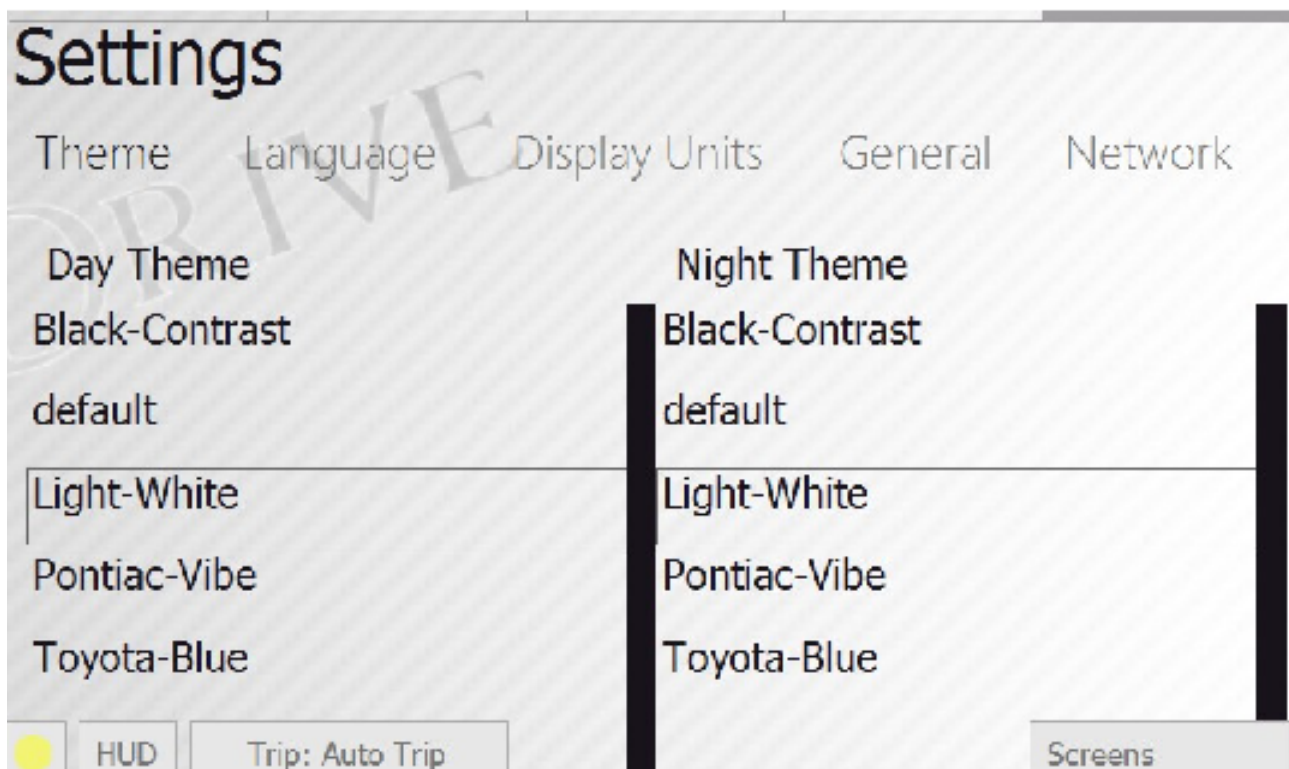 Settings
Theme Language Display Units General Network
DRIVE
Day Theme Night Theme
Black-Contrast Black-Contrast
default default
Light-White Light-White
Pontiac-Vibe Pontiac-Vibe
Toyota-Blue Toyota-Blue
HUD Trip: Auto Trip Screens